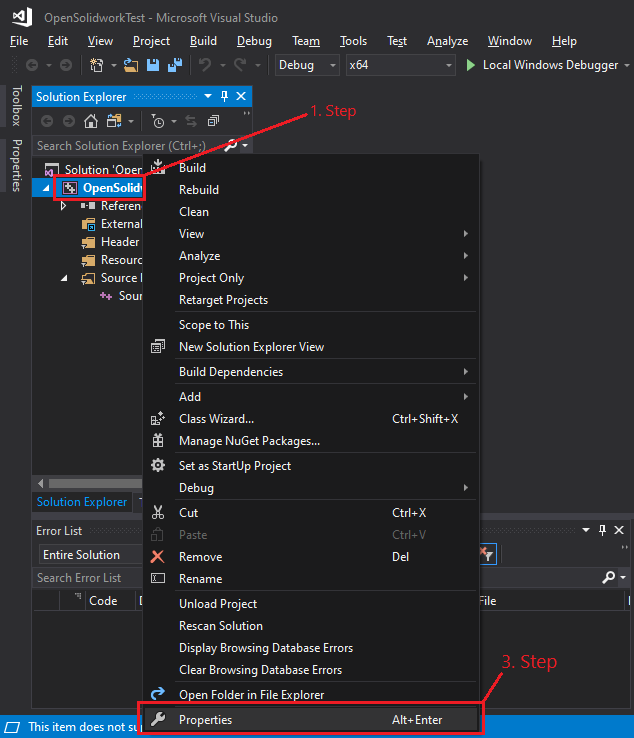 OpenSolidworkTest - Microsoft Visual Studio
File Edit View Project Build Debug Team Tools Test Analyze Window Help
Debug x64 Local Windows Debugger
Toolbox
Properties
Solution Explorer
1. Step
Search Solution Explorer (Ctrl+;)
Solution 'Open
OpenSolidw
Referen
External
Header
Resourc
Source
Sour
Build
Rebuild
Clean
View
Analyze
Project Only
Retarget Projects
Scope to This
New Solution Explorer View
Build Dependencies
Add
Class Wizard... Ctrl+Shift+X
Manage NuGet Packages...
Set as StartUp Project
Debug
Cut Ctrl+X
Paste Ctrl+V
Remove Del
Rename
Unload Project
Rescan Solution
Display Browsing Database Errors
Clear Browsing Database Errors
Open Folder in File Explorer
Properties Alt+Enter
3. Step
Solution Explorer
Error List
Entire Solution
Search Error List
Code
File
This item does not su